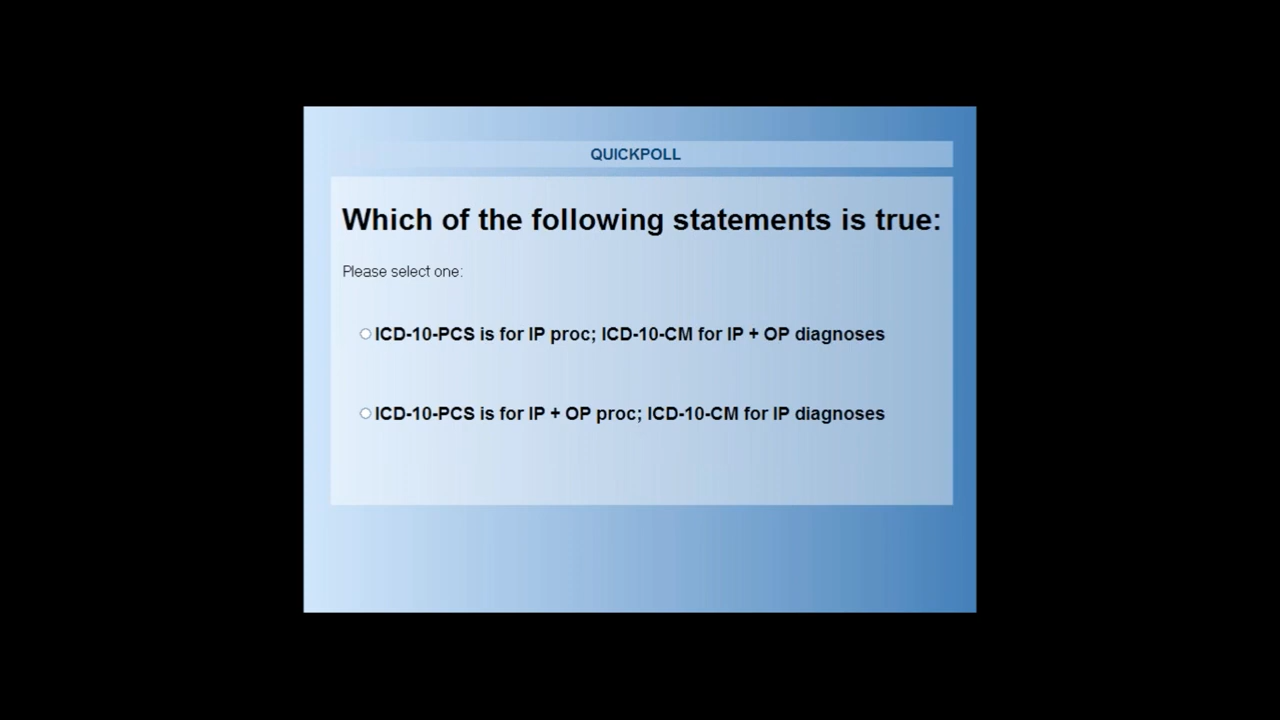 QUICKPOLL
Which of the following statements is true:
Please select one:
ICD-10-PCS is for IP proc; ICD-10-CM for IP + OP diagnoses
ICD-10-PCS is for IP + OP proc; ICD-10-CM for IP diagnoses